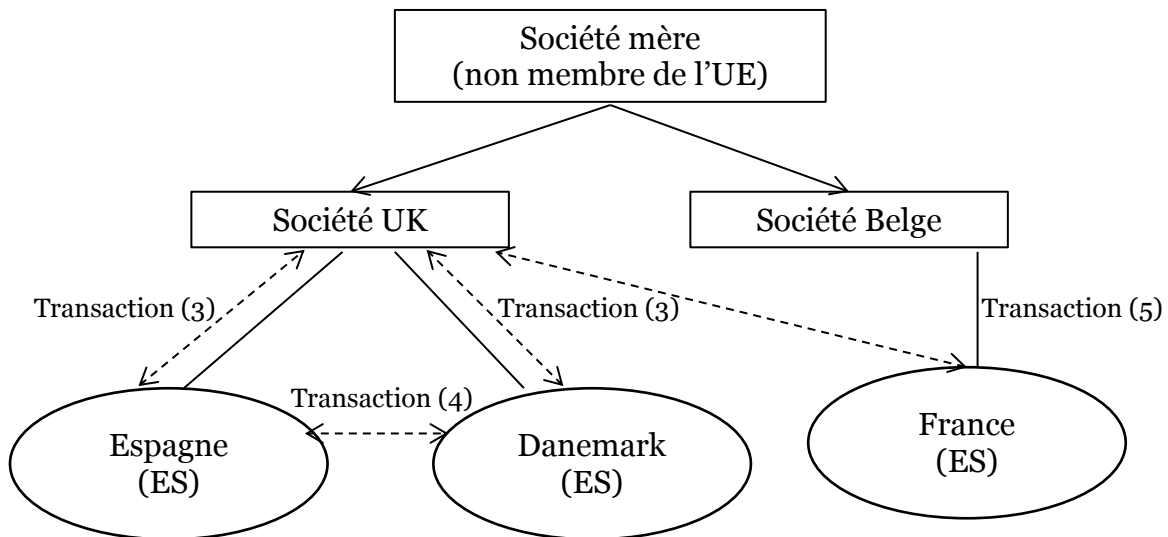 Société mère
(non membre de l’UE)
Société UK
Société Belge
Transaction (3)
Transaction (3)
Transaction (5)
Transaction (4)
Espagne
(ES)
Danemark
(ES)
France
(ES)